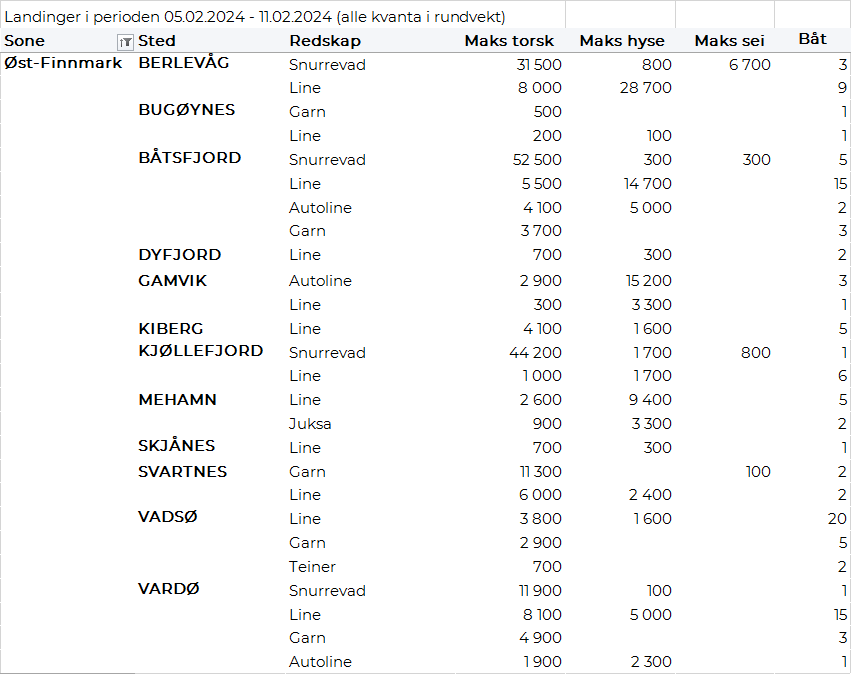 Landinger i perioden 05.02.2024 - 11.02.2024 (alle kvanta i rundvekt)
Sone Sted Redskap Maks torsk Maks hyse Maks sei Båt
Øst-Finnmark BERLEVÅG Snurrevad 31 500 800 6 700 3
Line 8 000 28 700 9
BUGØYNES Garn 500 1
Line 200 100 1
BÅTSFJORD Snurrevad 52 500 300 300 5
Line 5 500 14 700 15
Autoline 4 100 5 000 2
Garn 3 700 3
DYFJORD Line 700 300 2
GAMVIK Autoline 2 900 15 200 3
Line 300 3 300 1
KIBERG Line 4 100 1 600 5
KJØLLEFJORD Snurrevad 44 200 1 700 800 1
Line 1 000 1 700 6
MEHAMN Line 2 600 9 400 5
Juksa 900 3 300 2
SKJÅNES Line 700 300 1
SVARTNES Garn 11 300 100 2
Line 6 000 2 400 2
VADSØ Line 3 800 1 600 20
Garn 2 900 5
Teiner 700 2
VARDØ Snurrevad 11 900 100 1
Line 8 100 5 000 15
Garn 4 900 3
Autoline 1 900 2 300 1